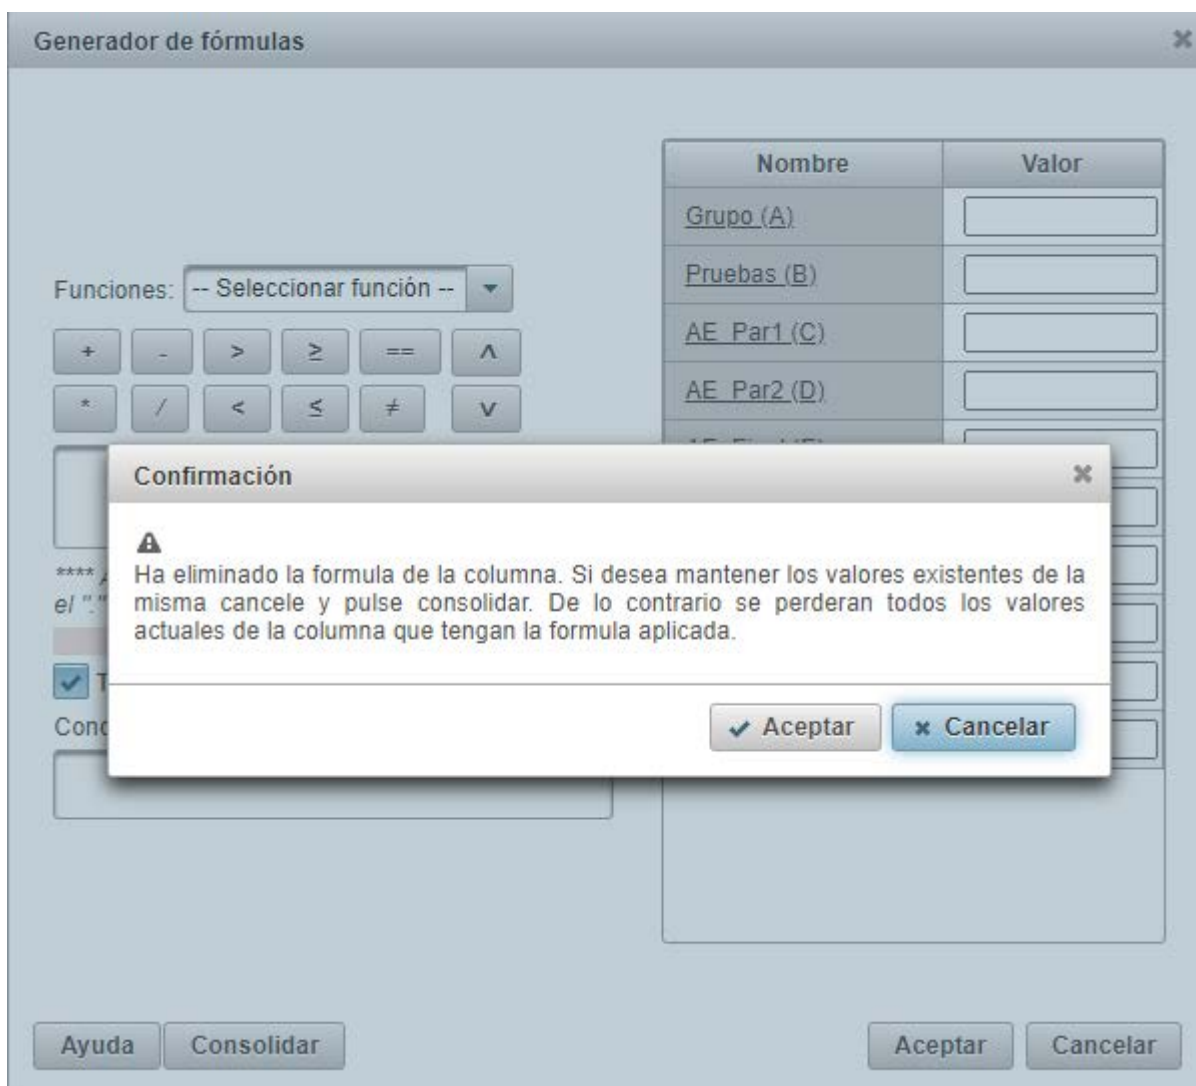 Generador de fórmulas
Nombre Valor
Grupo (A)
Pruebas (B)
AE_Par1 (C)
AE_Par2 (D)
Funciones: -- Seleccionar función --
+ - > ≥ == ʌ
* / < ≤ ≠ v
Confirmación
Ha eliminado la formula de la columna. Si desea mantener los valores existentes de la
misma cancele y pulse consolidar. De lo contrario se perderan todos los valores
actuales de la columna que tengan la formula aplicada.
Aceptar Cancelar
****
el "."
Ayuda Consolidar Aceptar Cancelar